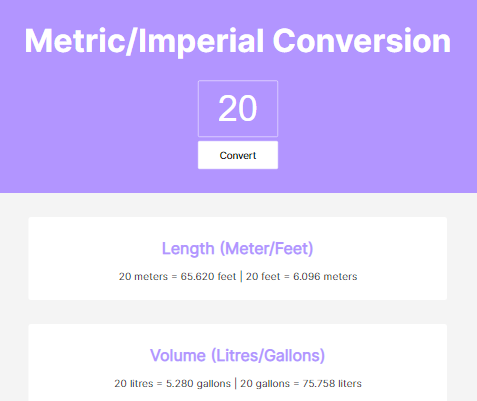 Metric/Imperial Conversion
20
Convert
Length (Meter/Feet)
20 meters = 65.620 feet | 20 feet = 6.096 meters
Volume (Litres/Gallons)
20 litres = 5.280 gallons | 20 gallons = 75.758 liters